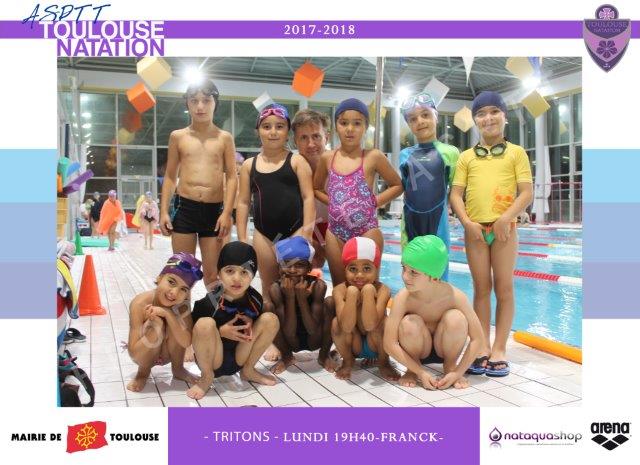 ASPTT
TOULOUSE
NATATION
2017-2018
TOULOUSE
NATATION
MAIRIE DE TOULOUSE
- TRITONS - LUNDI 19H40-FRANCK-
nataquashop
arena